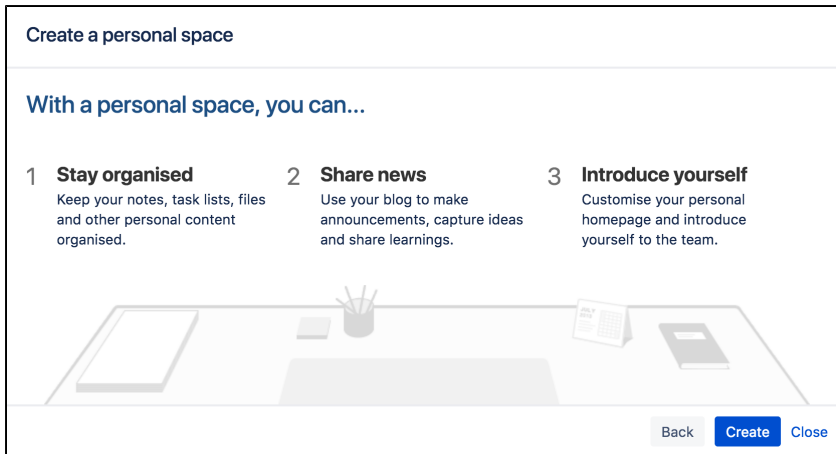 Create a personal space
With a personal space, you can...
1 Stay organised
Keep your notes, task lists, files
and other personal content
organised.
2 Share news
Use your blog to make
announcements, capture ideas
and share learnings.
3 Introduce yourself
Customise your personal
homepage and introduce
yourself to the team.
Back Create Close